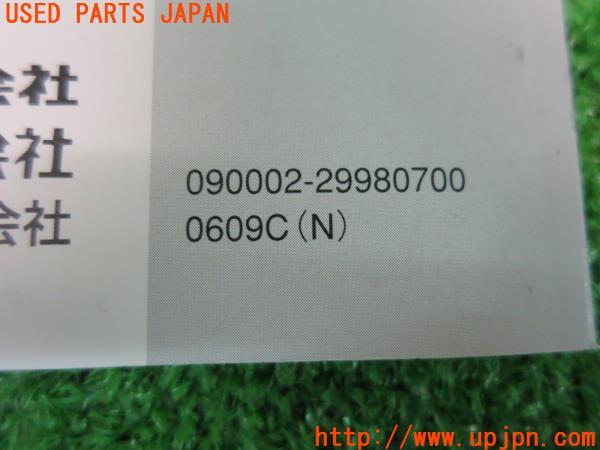 USED PARTS JAPAN
会社
会社
会社
090002-29980700
0609C(N)
http://www.upjpn.com